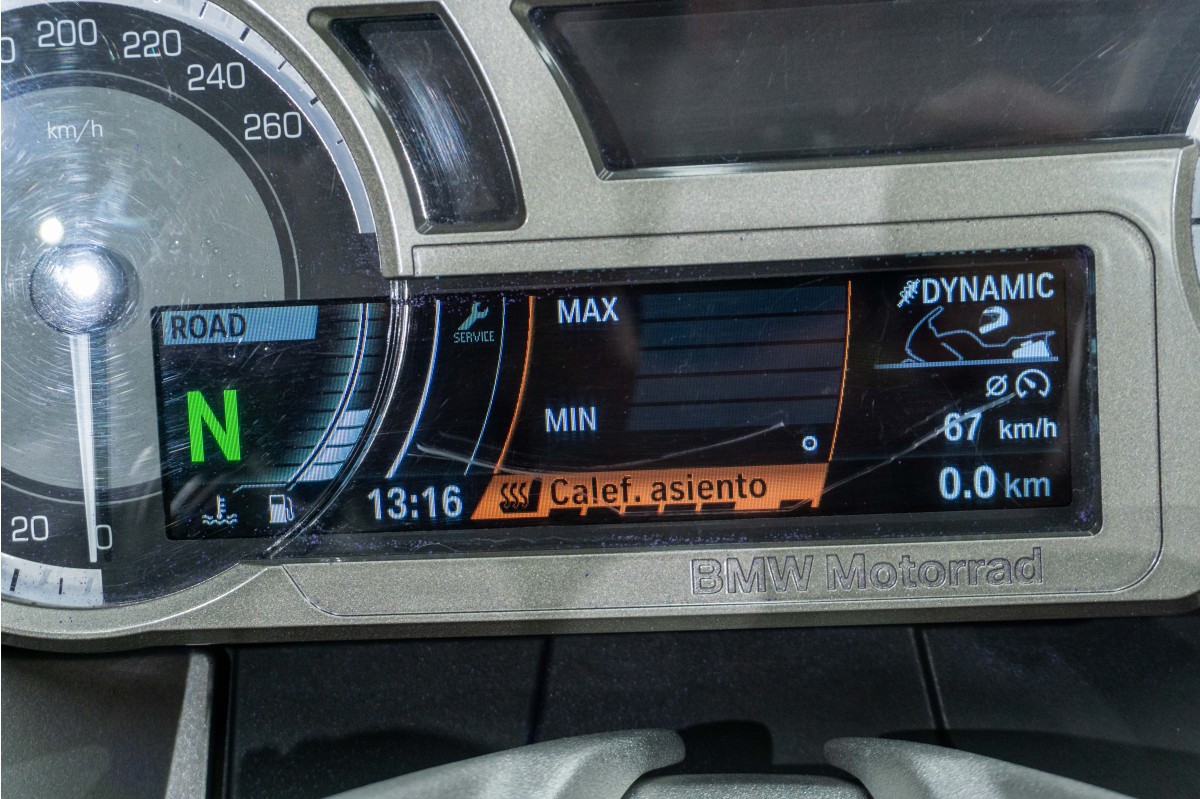 200
220
240
260
km/h
20
0
ROAD
N
SERVICE
13:16
MAX
MIN
Calef. asiento
DYNAMIC
Ø
67 km/h
0.0 km
BMW Motorrad